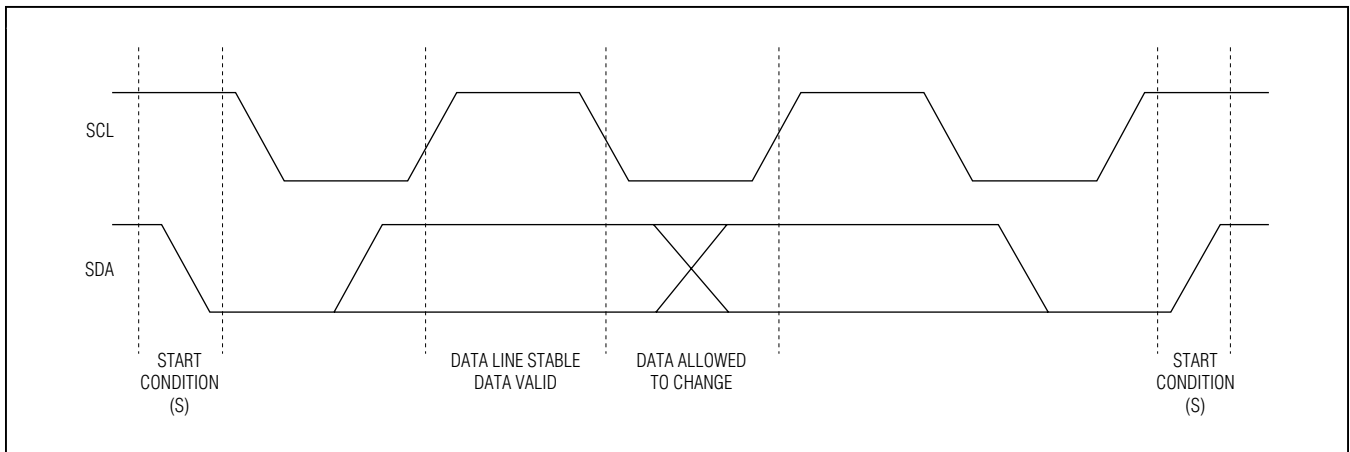 SCL
SDA
START
CONDITION
(S)
DATA LINE STABLE
DATA VALID
DATA ALLOWED
TO CHANGE
START
CONDITION
(S)